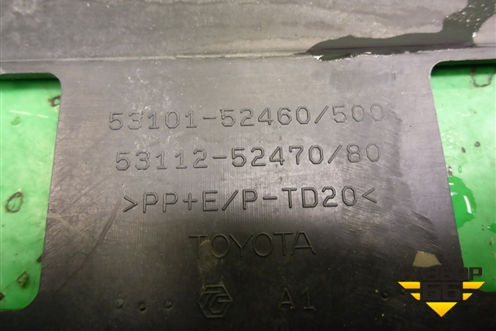 53101-52460/500
53112-52470/80
>PP+E/P-TD20<
TOYOTA
A1